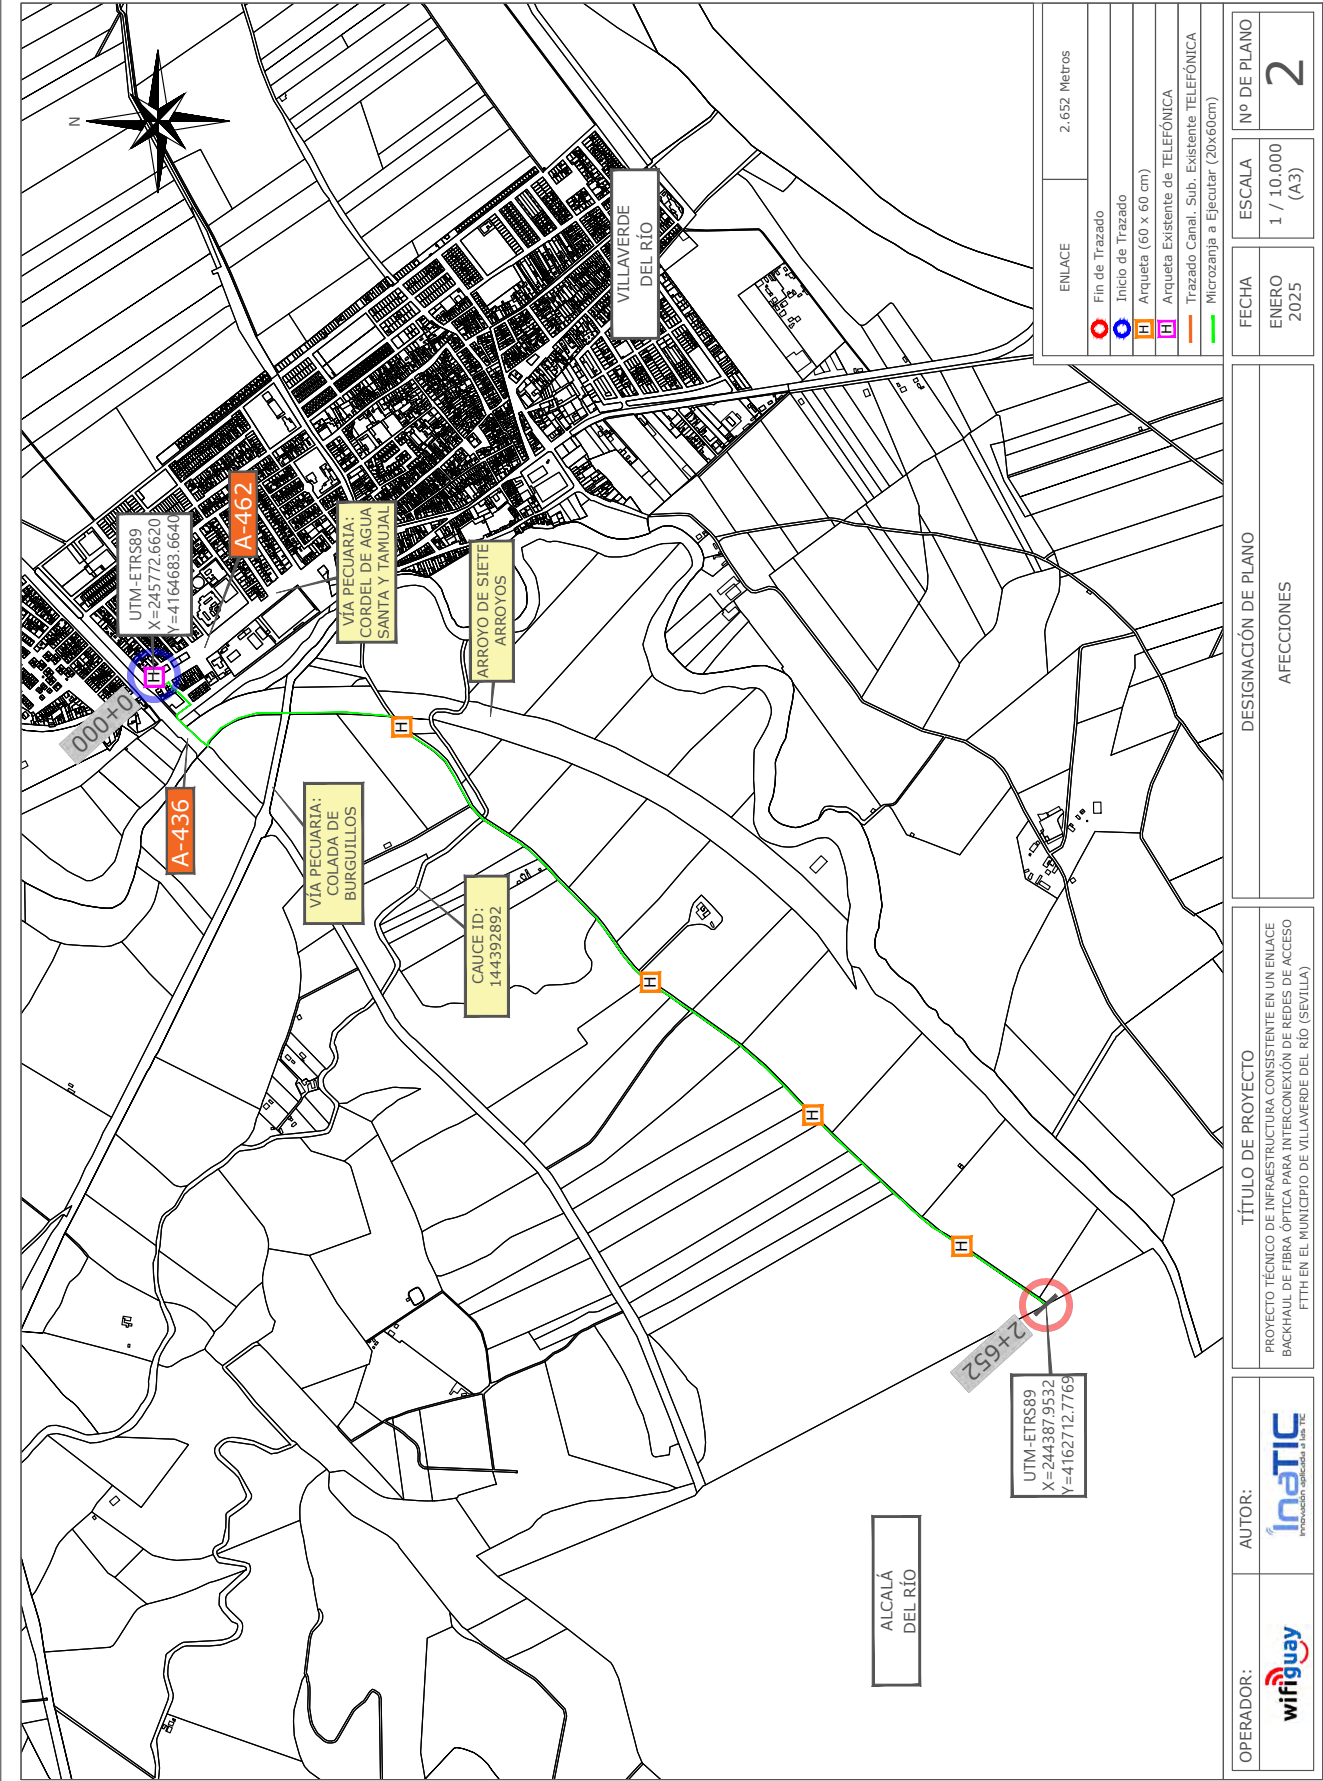 N
UTM-ETRS89
X=245772.6620
Y=4164683.6640
A-462
0+000
A-436
VÍA PECUARIA:
CORDEL DE AGUA
SANTA Y TAMUJAL
ARROYO DE SIETE
ARROYOS
VÍA PECUARIA:
COLADA DE
BURGUILLOS
CAUCE ID:
144392892
VILLAVERDE
DEL RÍO
H
H
H
H
H
2+652
UTM-ETRS89
X=244387.9532
Y=4162712.7769
ALCALÁ
DEL RÍO
ENLACE
2.652 Metros
Fin de Trazado
Inicio de Trazado
H Arqueta (60 x 60 cm)
H Arqueta Existente de TELEFÓNICA
Trazado Canal. Sub. Existente TELEFÓNICA
Microzanja a Ejecutar (20x60cm)
OPERADOR:
wifiguay
AUTOR:
inaTIC
Innovación aplicada a las TIC
TÍTULO DE PROYECTO
PROYECTO TÉCNICO DE INFRAESTRUCTURA CONSISTENTE EN UN ENLACE
BACKHAUL DE FIBRA ÓPTICA PARA INTERCONEXIÓN DE REDES DE ACCESO
FTTH EN EL MUNICIPIO DE VILLAVERDE DEL RÍO (SEVILLA)
DESIGNACIÓN DE PLANO
AFECCIONES
FECHA
ENERO
2025
ESCALA
1 / 10.000
(A3)
Nº DE PLANO
2